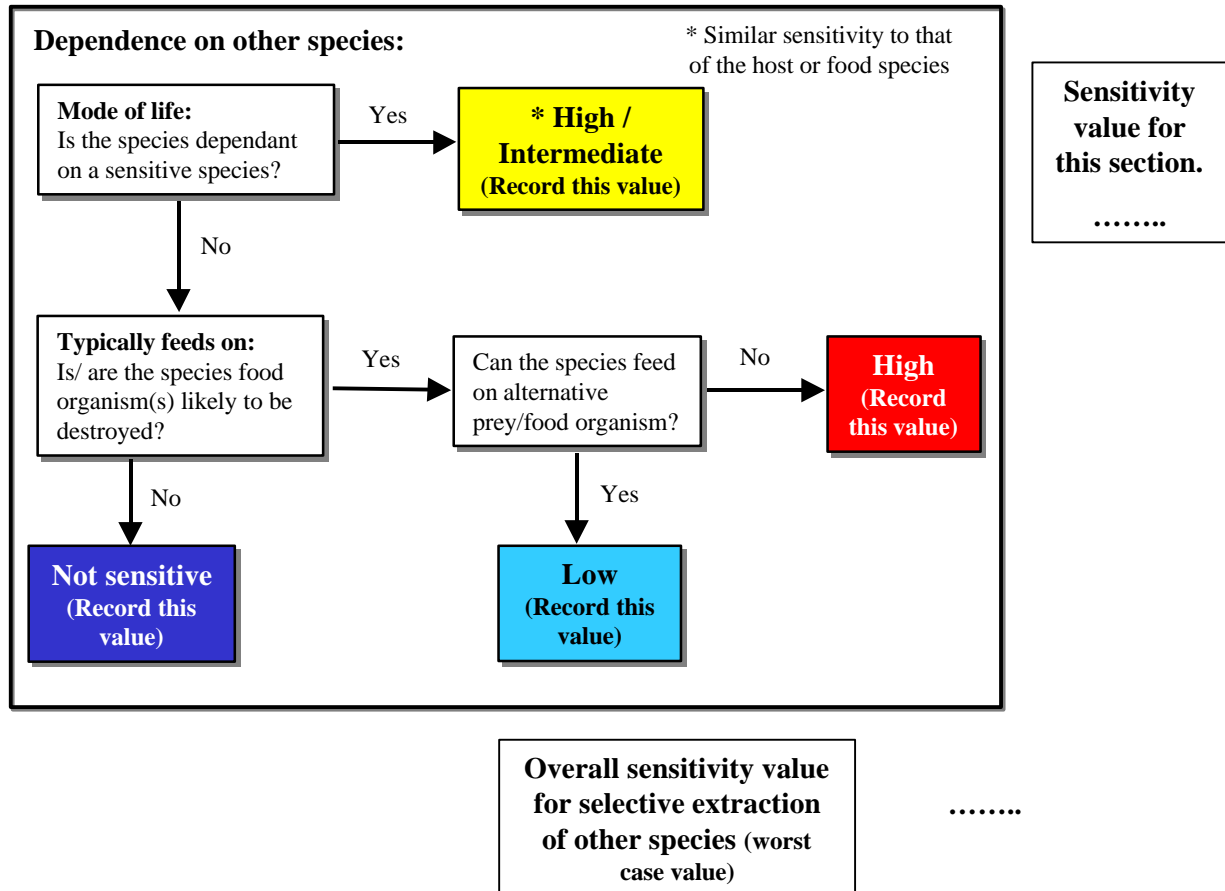 Dependence on other species:
* Similar sensitivity to that
of the host or food species
Mode of life:
Is the species dependant
on a sensitive species?
Yes
* High /
Intermediate
(Record this value)
Sensitivity
value for
this section.
……..
No
Typically feeds on:
Is/ are the species food
organism(s) likely to be
destroyed?
Yes
Can the species feed
on alternative
prey/food organism?
No
High
(Record
this value)
No
Yes
Not sensitive
(Record this
value)
Low
(Record this
value)
Overall sensitivity value
for selective extraction
of other species (worst
case value)
……..